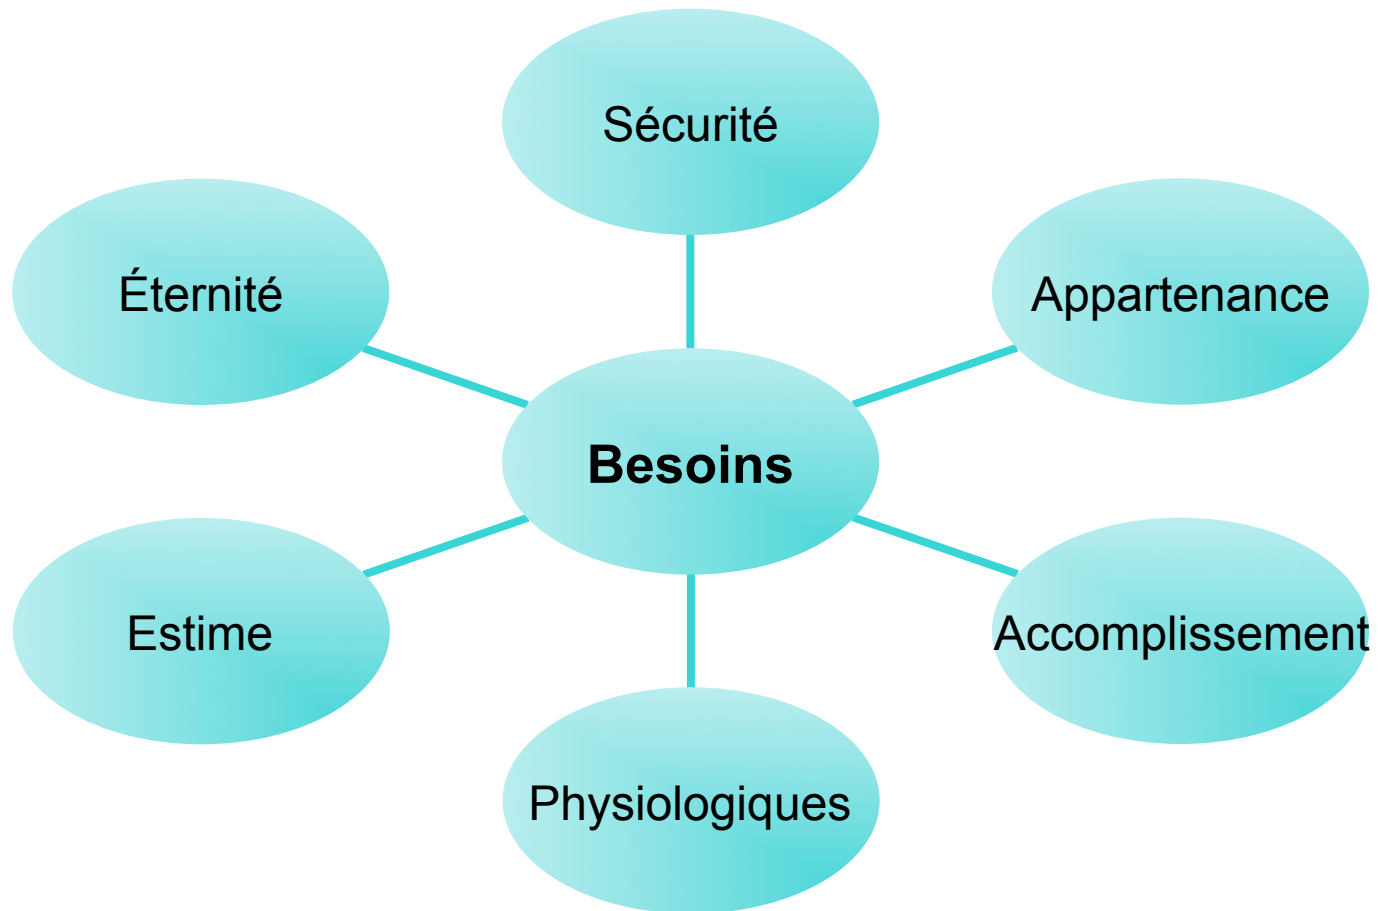 Sécurité
Éternité
Appartenance
Besoins
Estime
Accomplissement
Physiologiques